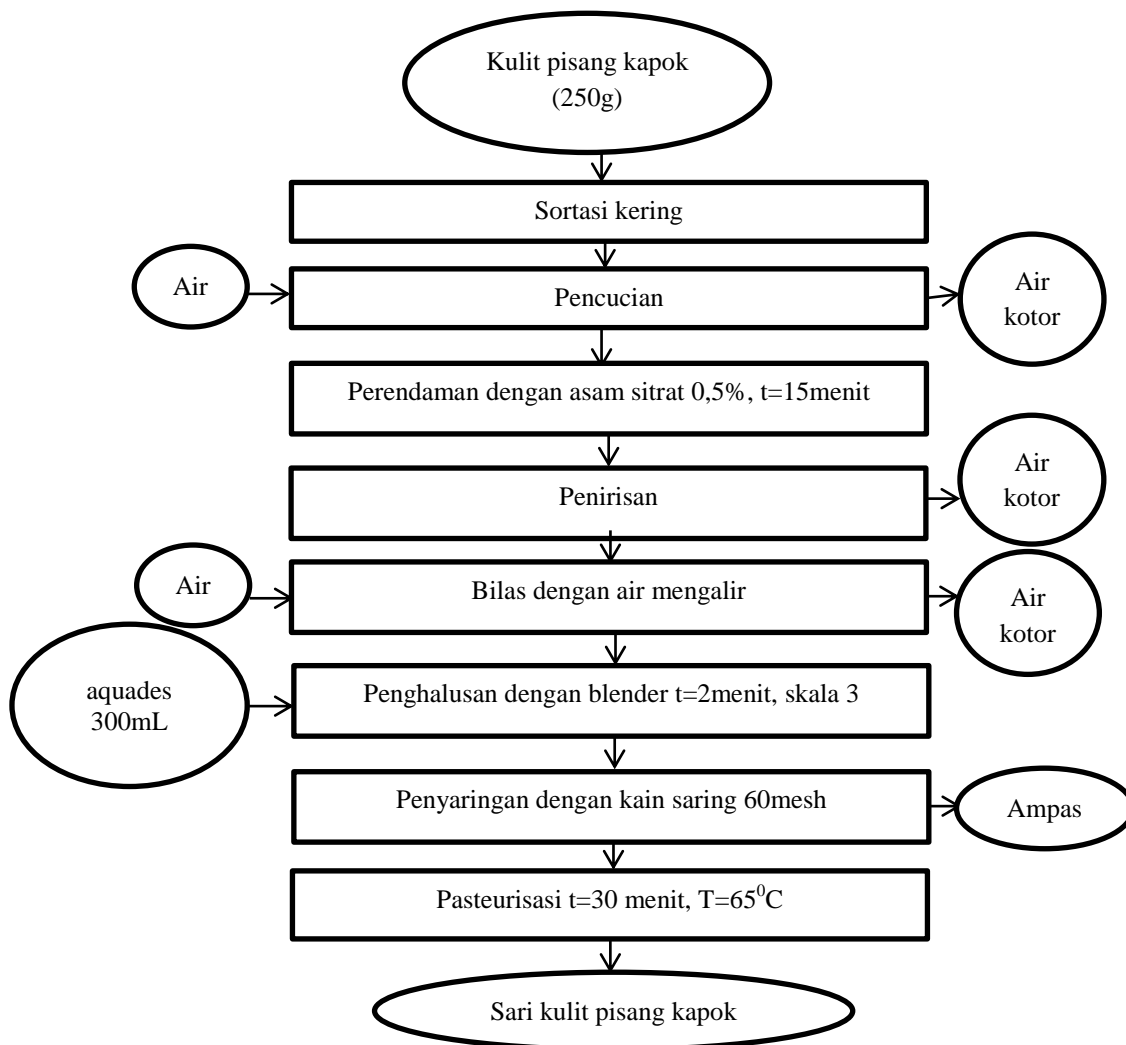 Kulit pisang kapok
(250g)
Sortasi kering
Air
Pencucian
Air
kotor
Perendaman dengan asam sitrat 0,5%, t=15menit
Penirisan
Air
kotor
Air
Bilas dengan air mengalir
Air
kotor
aquades
300mL
Penghalusan dengan blender t=2menit, skala 3
Penyaringan dengan kain saring 60mesh
Ampas
Pasteurisasi t=30 menit, T=65⁰C
Sari kulit pisang kapok